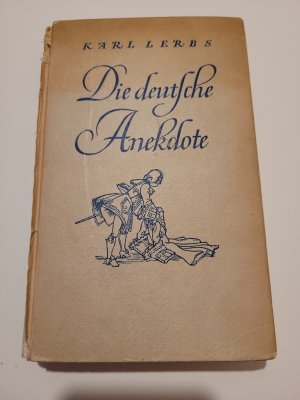 KARL LERBS
Die deutſche
Anekdote